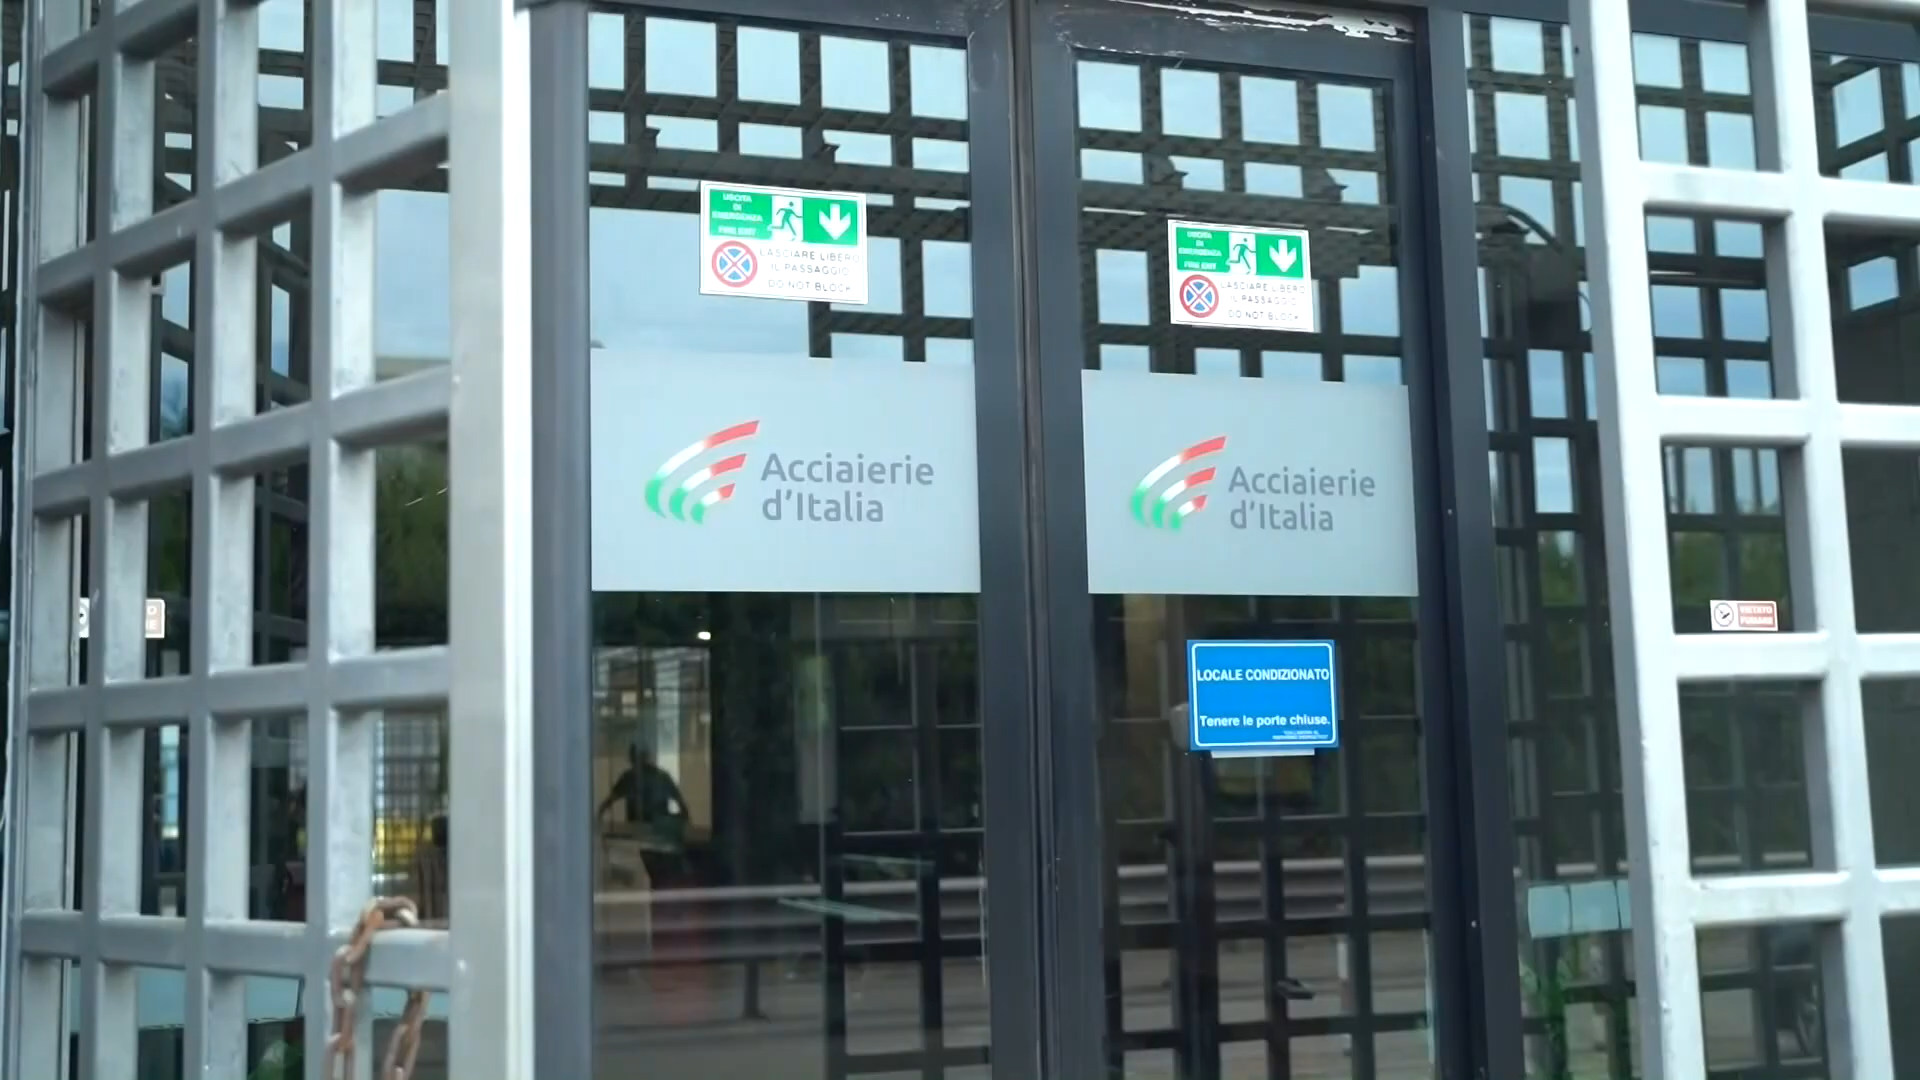 USCITA
DI
EMERGENZA
FIRE EXIT
LASCIARE LIBERO
IL PASSAGGIO
DO NOT BLOCK
USCITA
DI
EMERGENZA
FIRE EXIT
LASCIARE LIBERO
IL PASSAGGIO
DO NOT BLOCK
Acciaierie
d'Italia
Acciaierie
d'Italia
VIETATO
FUMARE
LOCALE CONDIZIONATO
Tenere le porte chiuse.